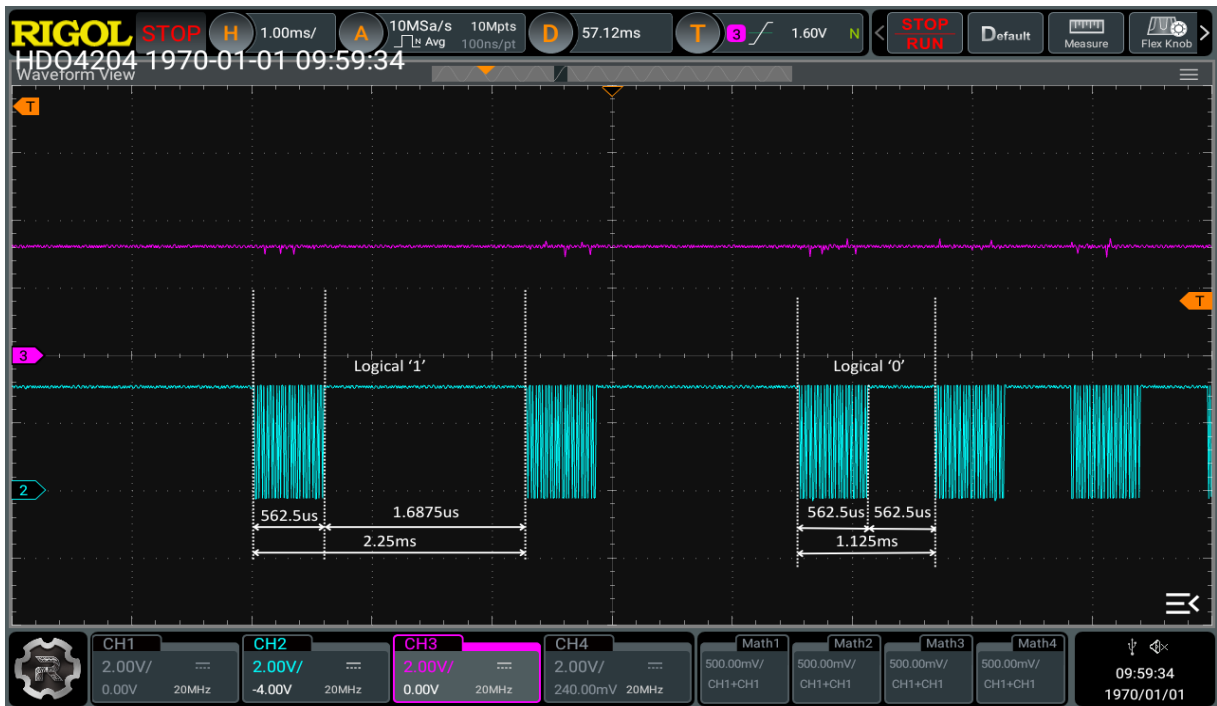 RIGOL STOP H 1.00ms/ A 10MSa/s 10Mpts D 57.12ms T 3 1.60V N < STOP Default Measure Flex Knob >
N Avg 100ns/pt RUN
HDO4204 1970-01-01 09:59:34
Waveform View
T
T
3
Logical ‘1’ Logical ‘0’
2
562.5us 1.6875us 562.5us 562.5us
2.25ms 1.125ms
CH1 CH2 CH3 CH4 Math1 Math2 Math3 Math4
2.00V/ 2.00V/ 2.00V/ 2.00V/ 500.00mV/ 500.00mV/ 500.00mV/ 500.00mV/
0.00V 20MHz -4.00V 20MHz 0.00V 20MHz 240.00mV 20MHz CH1+CH1 CH1+CH1 CH1+CH1 CH1+CH1
R
09:59:34
1970/01/01